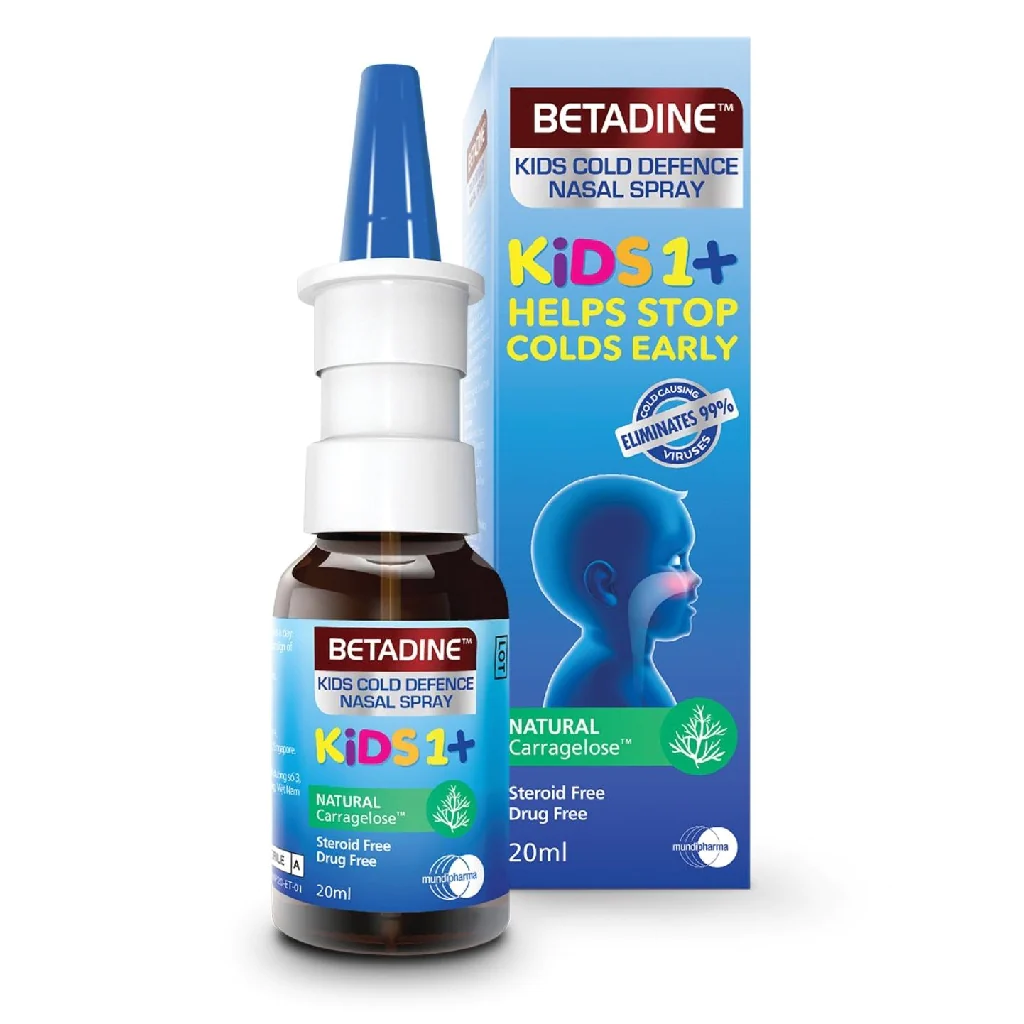 BETADINE™
KIDS COLD DEFENCE
NASAL SPRAY
KiDS 1+
HELPS STOP
COLDS EARLY
COLD CAUSING
ELIMINATES 99%
VIRUSES
NATURAL
Carragelose™
Steroid Free
Drug Free
20ml
mundipharma
BETADINE™
KIDS COLD DEFENCE
NASAL SPRAY
KiDS 1+
NATURAL
Carragelose™
Steroid Free
Drug Free
20ml
mundipharma
LOT
A